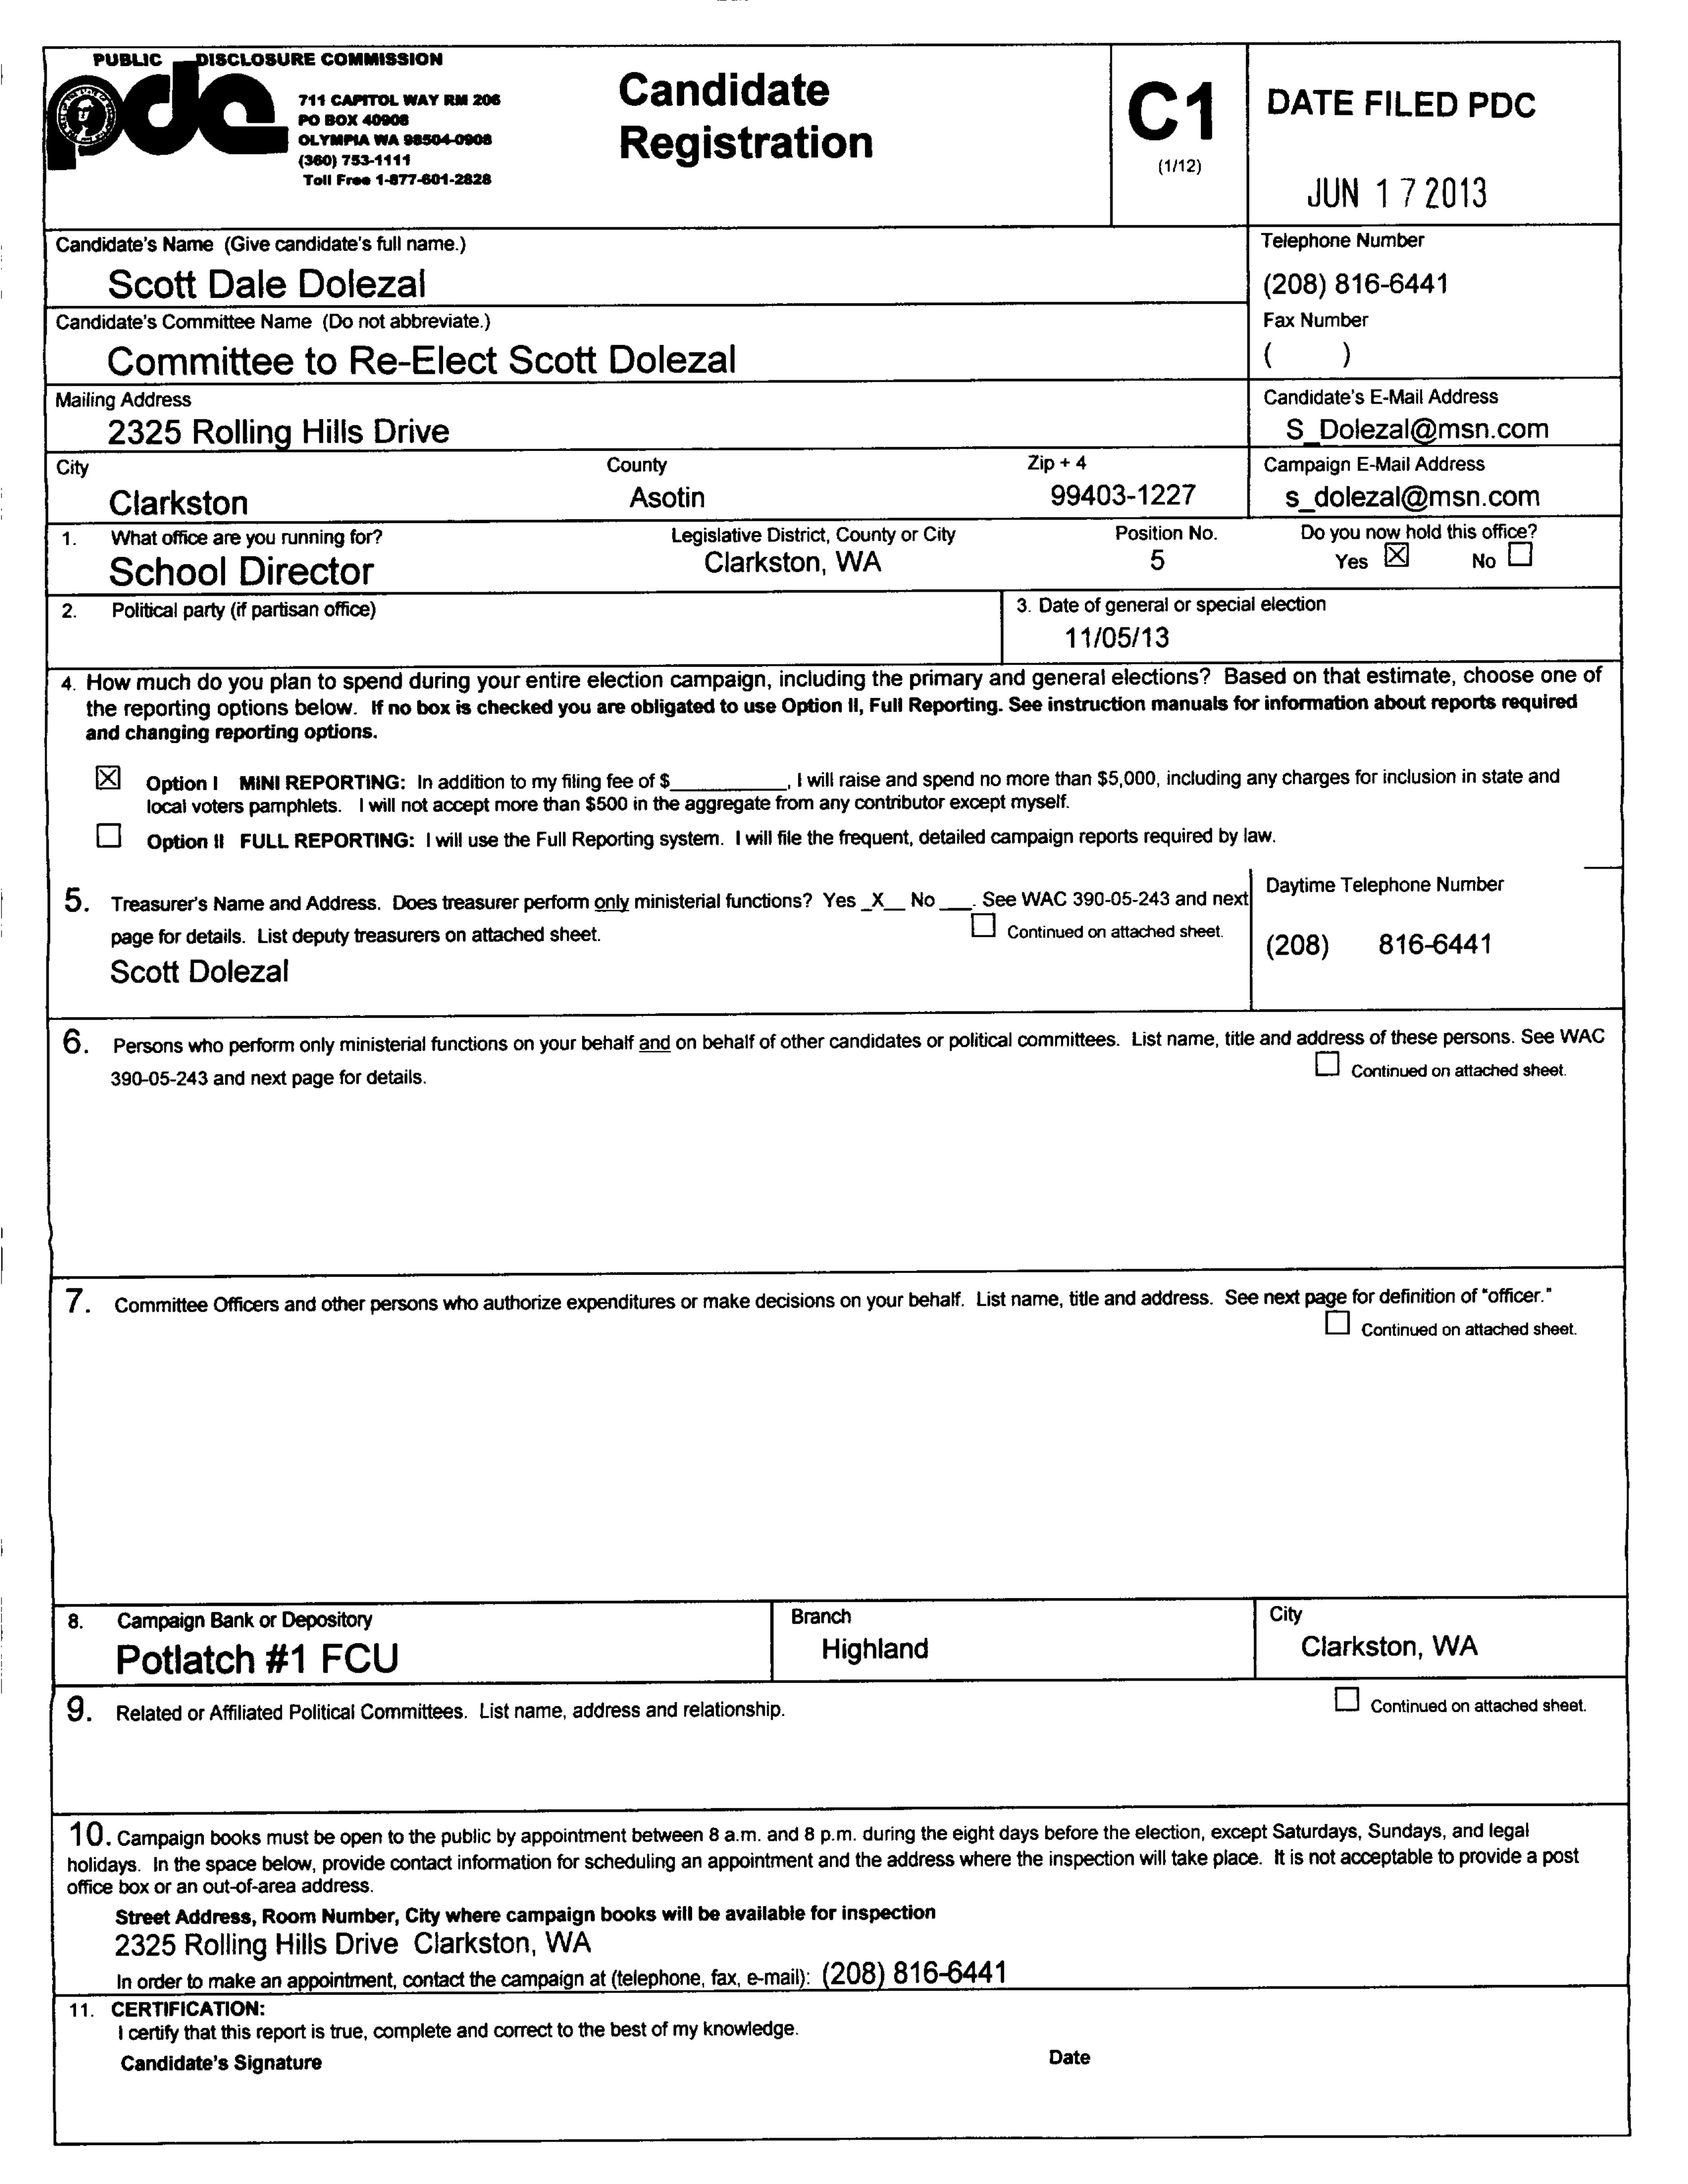 PUBLIC DISCLOSURE COMMISSION
pdc
711 CAPITOL WAY RM 206
PO BOX 40908
OLYMPIA WA 98504-0908
(360) 753-1111
Toll Free 1-877-601-2828
Candidate
Registration
C1
(1/12)
DATE FILED PDC
JUN 17 2013
Candidate's Name (Give candidate's full name.)
Scott Dale Dolezal
Telephone Number
(208) 816-6441
Candidate's Committee Name (Do not abbreviate.)
Committee to Re-Elect Scott Dolezal
Fax Number
( )
Mailing Address
2325 Rolling Hills Drive
Candidate's E-Mail Address
S_Dolezal@msn.com
City County Zip + 4
Clarkston Asotin 99403-1227
Campaign E-Mail Address
s_dolezal@msn.com
1. What office are you running for? Legislative District, County or City Position No. Do you now hold this office?
School Director Clarkston, WA 5 Yes ☒ No ☐
2. Political party (if partisan office)
3. Date of general or special election
11/05/13
4. How much do you plan to spend during your entire election campaign, including the primary and general elections? Based on that estimate, choose one of
the reporting options below. If no box is checked you are obligated to use Option II, Full Reporting. See instruction manuals for information about reports required
and changing reporting options.
☒ Option I MINI REPORTING: In addition to my filing fee of $__________, I will raise and spend no more than $5,000, including any charges for inclusion in state and
local voters pamphlets. I will not accept more than $500 in the aggregate from any contributor except myself.
☐ Option II FULL REPORTING: I will use the Full Reporting system. I will file the frequent, detailed campaign reports required by law.
5. Treasurer's Name and Address. Does treasurer perform only ministerial functions? Yes _X__ No ___. See WAC 390-05-243 and next
page for details. List deputy treasurers on attached sheet. ☐ Continued on attached sheet.
Scott Dolezal
Daytime Telephone Number
(208) 816-6441
6. Persons who perform only ministerial functions on your behalf and on behalf of other candidates or political committees. List name, title and address of these persons. See WAC
390-05-243 and next page for details. ☐ Continued on attached sheet.
7. Committee Officers and other persons who authorize expenditures or make decisions on your behalf. List name, title and address. See next page for definition of "officer."
☐ Continued on attached sheet.
8. Campaign Bank or Depository
Potlatch #1 FCU
Branch
Highland
City
Clarkston, WA
9. Related or Affiliated Political Committees. List name, address and relationship. ☐ Continued on attached sheet.
10. Campaign books must be open to the public by appointment between 8 a.m. and 8 p.m. during the eight days before the election, except Saturdays, Sundays, and legal
holidays. In the space below, provide contact information for scheduling an appointment and the address where the inspection will take place. It is not acceptable to provide a post
office box or an out-of-area address.
Street Address, Room Number, City where campaign books will be available for inspection
2325 Rolling Hills Drive Clarkston, WA
In order to make an appointment, contact the campaign at (telephone, fax, e-mail): (208) 816-6441
11. CERTIFICATION:
I certify that this report is true, complete and correct to the best of my knowledge.
Candidate's Signature Date